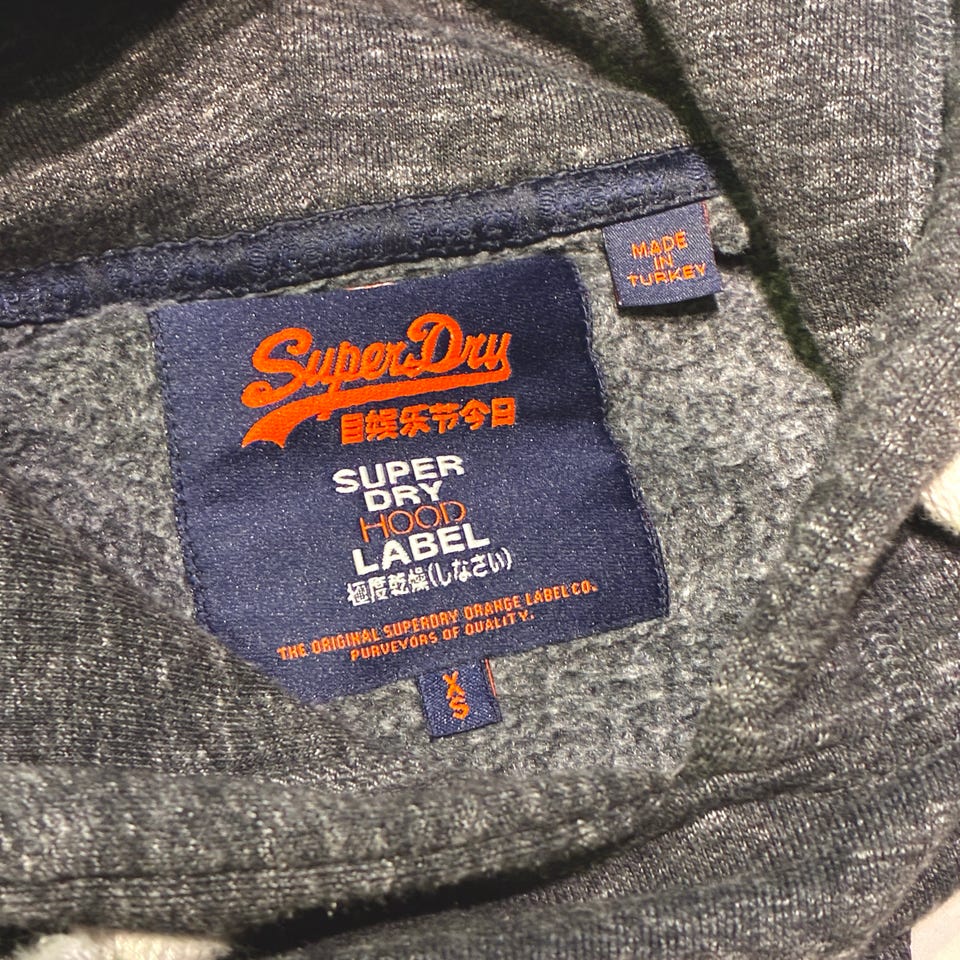 MADE
IN
TURKEY
SuperDry
目娱乐节今日
SUPER
DRY
HOOD
LABEL
極度乾燥(しなさい)
THE ORIGINAL SUPERDRY ORANGE LABEL CO.
PURVEYORS OF QUALITY.
XS